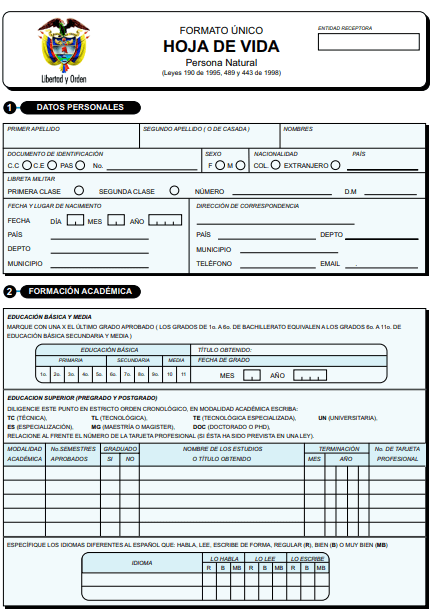 FORMATO ÚNICO
HOJA DE VIDA
Persona Natural
(Leyes 190 de 1995, 489 y 443 de 1998)
ENTIDAD RECEPTORA
Libertad y Orden
1 DATOS PERSONALES
PRIMER APELLIDO SEGUNDO APELLIDO ( O DE CASADA ) NOMBRES
DOCUMENTO DE IDENTIFICACIÓN SEXO NACIONALIDAD PAÍS
C.C C.E PAS No. F M COL. EXTRANJERO
LIBRETA MILITAR
PRIMERA CLASE SEGUNDA CLASE NÚMERO D.M
FECHA Y LUGAR DE NACIMIENTO DIRECCIÓN DE CORRESPONDENCIA
FECHA DÍA MES AÑO
PAÍS PAÍS DEPTO
DEPTO MUNICIPIO
MUNICIPIO TELÉFONO EMAIL
2 FORMACIÓN ACADÉMICA
EDUCACIÓN BÁSICA Y MEDIA
MARQUE CON UNA X EL ÚLTIMO GRADO APROBADO ( LOS GRADOS DE 1o. A 6o. DE BACHILLERATO EQUIVALEN A LOS GRADOS 6o. A 11o. DE
EDUCACIÓN BÁSICA SECUNDARIA Y MEDIA )
EDUCACIÓN BÁSICA TÍTULO OBTENIDO:
PRIMARIA SECUNDARIA MEDIA FECHA DE GRADO
1o. 2o. 3o. 4o. 5o. 6o. 7o. 8o. 9o. 10 11 MES AÑO
EDUCACION SUPERIOR (PREGRADO Y POSTGRADO)
DILIGENCIE ESTE PUNTO EN ESTRICTO ORDEN CRONOLÓGICO, EN MODALIDAD ACADÉMICA ESCRIBA:
TC (TÉCNICA), TL (TECNOLÓGICA), TE (TECNOLÓGICA ESPECIALIZADA), UN (UNIVERSITARIA),
ES (ESPECIALIZACIÓN), MG (MAESTRÍA O MAGISTER), DOC (DOCTORADO O PHD),
RELACIONE AL FRENTE EL NÚMERO DE LA TARJETA PROFESIONAL (SI ÉSTA HA SIDO PREVISTA EN UNA LEY).
MODALIDAD No.SEMESTRES GRADUADO NOMBRE DE LOS ESTUDIOS TERMINACIÓN No. DE TARJETA
ACADÉMICA APROBADOS SI NO O TÍTULO OBTENIDO MES AÑO PROFESIONAL
ESPECÍFIQUE LOS IDIOMAS DIFERENTES AL ESPAÑOL QUE: HABLA, LEE, ESCRIBE DE FORMA, REGULAR (R), BIEN (B) O MUY BIEN (MB)
IDIOMA LO HABLA LO LEE LO ESCRIBE
R B MB R B MB R B MB